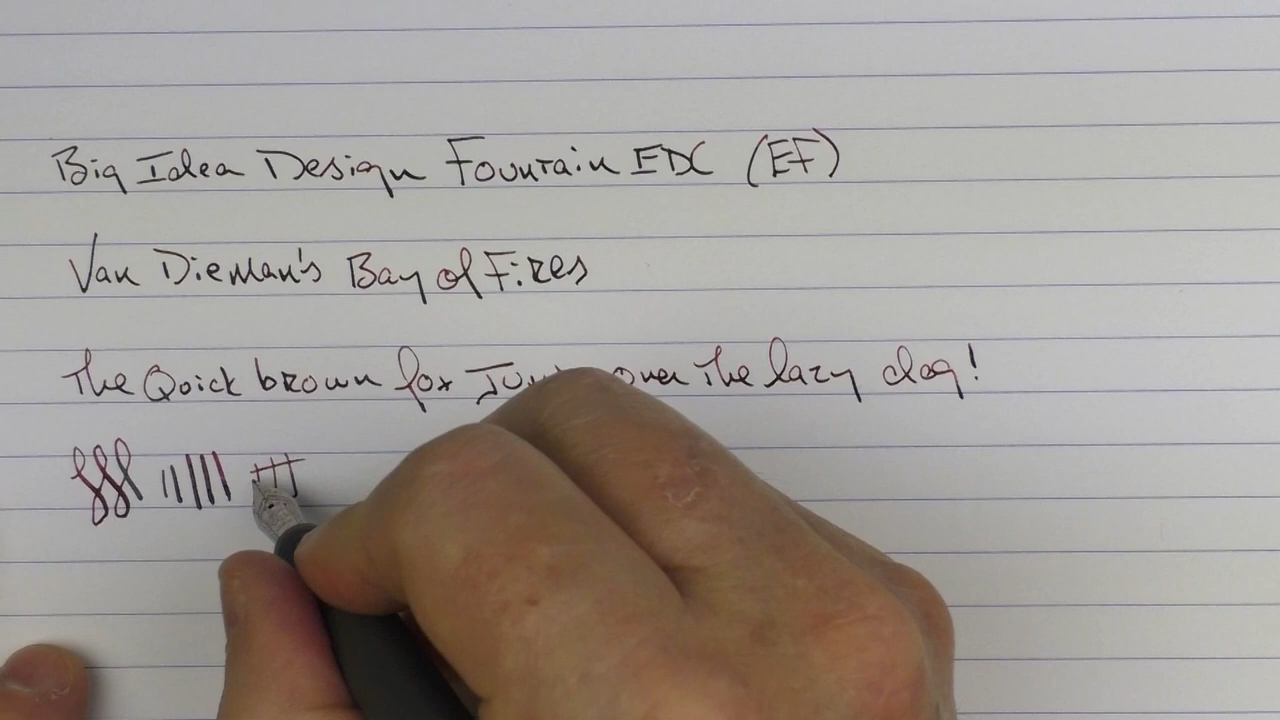 Big Idea Design Fountain EDC (EF)
Van Dieman's Bay of Fires
The Quick brown fox over The lazy dog!